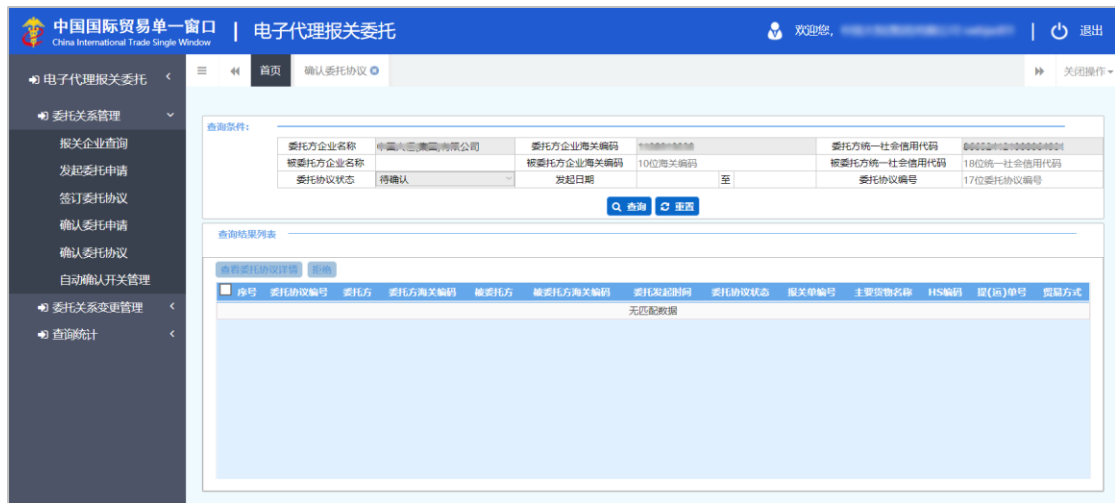 中国国际贸易单一窗口 | 电子代理报关委托 欢迎您, | 退出
China International Trade Single Window
电子代理报关委托 首页 确认委托协议 关闭操作
委托关系管理
报关企业查询
发起委托申请
签订委托协议
确认委托申请
确认委托协议
自动确认开关管理
委托关系变更管理
查询统计
查询条件:
委托方企业名称 委托方企业海关编码 委托方统一社会信用代码
被委托方企业名称 被委托方企业海关编码 10位海关编码 被委托方统一社会信用代码 18位统一社会信用代码
委托协议状态 待确认 发起日期 至 委托协议编号 17位委托协议编号
查询 重置
查询结果列表
查看委托协议详情 拒绝
序号 委托协议编号 委托方 委托方海关编码 被委托方 被委托方海关编码 委托发起时间 委托协议状态 报关单编号 主要货物名称 HS编码 提(运)单号 贸易方式
无匹配数据